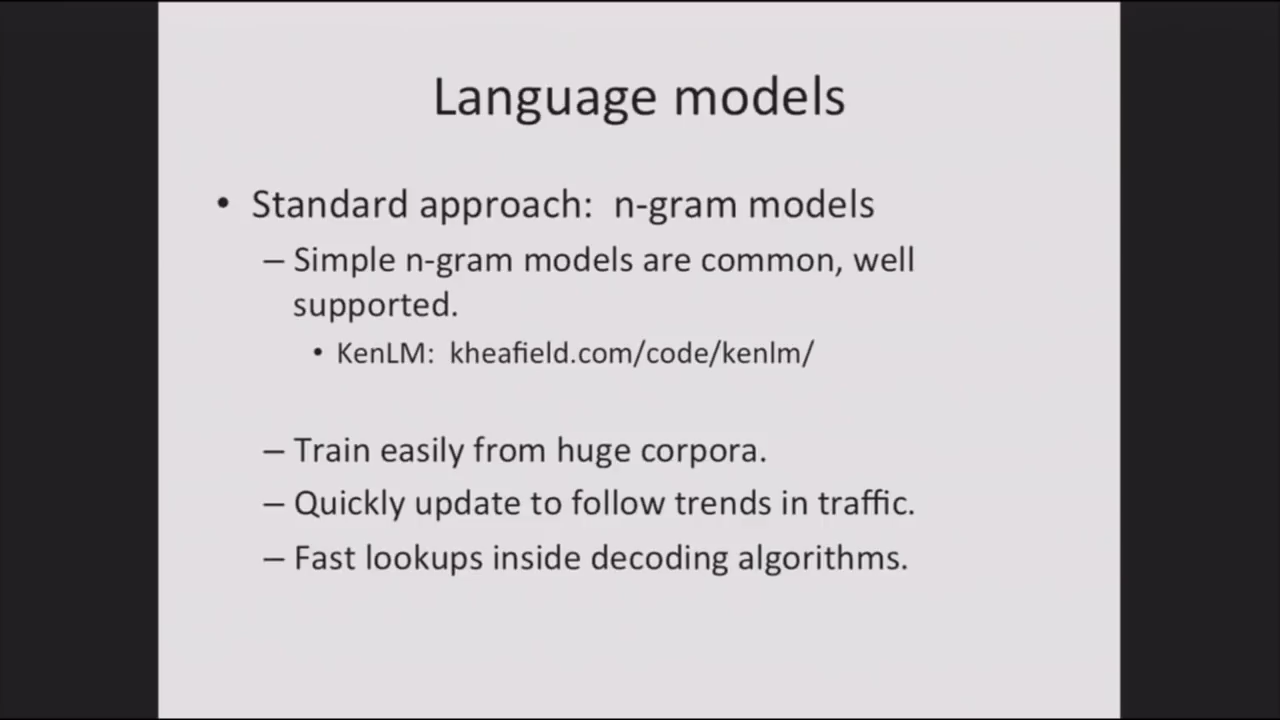 Language models
• Standard approach:  n-gram models
– Simple n-gram models are common, well
supported.
• KenLM:  kheafield.com/code/kenlm/
– Train easily from huge corpora.
– Quickly update to follow trends in traffic.
– Fast lookups inside decoding algorithms.